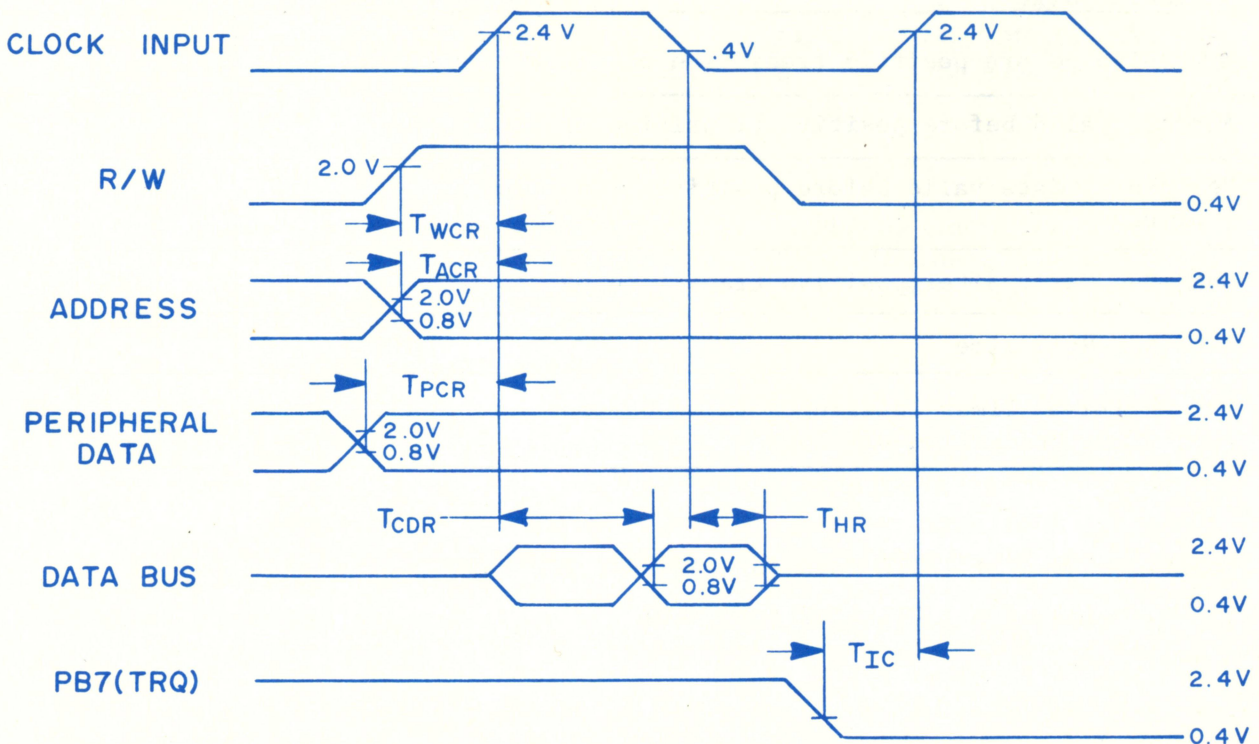 CLOCK INPUT
2.4 V
.4V
2.4 V
R/W
2.0 V
0.4V
TWCR
TACR
ADDRESS
2.0V
0.8V
2.4V
0.4V
TPCR
PERIPHERAL
DATA
2.0V
0.8V
2.4V
0.4V
TCDR
THR
DATA BUS
2.0V
0.8V
2.4V
0.4V
TIC
PB7(TRQ)
2.4V
0.4V